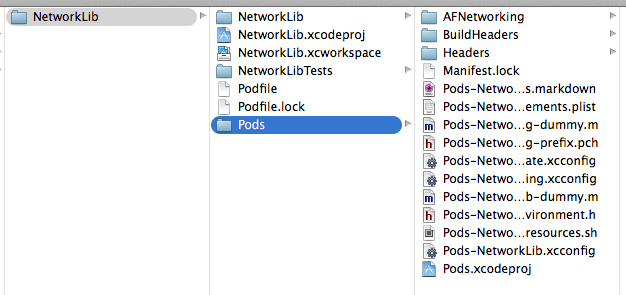 NetworkLib
NetworkLib
NetworkLib.xcodeproj
NetworkLib.xcworkspace
NetworkLibTests
Podfile
Podfile.lock
Pods
AFNetworking
BuildHeaders
Headers
Manifest.lock
Pods-Netwo...s.markdown
Pods-Netwo...ements.plist
Pods-Netwo...g-dummy.m
Pods-Netwo...g-prefix.pch
Pods-Netwo...ate.xcconfig
Pods-Netwo...ing.xcconfig
Pods-Netwo...b-dummy.m
Pods-Netwo...vironment.h
Pods-Netwo...resources.sh
Pods-NetworkLib.xcconfig
Pods.xcodeproj